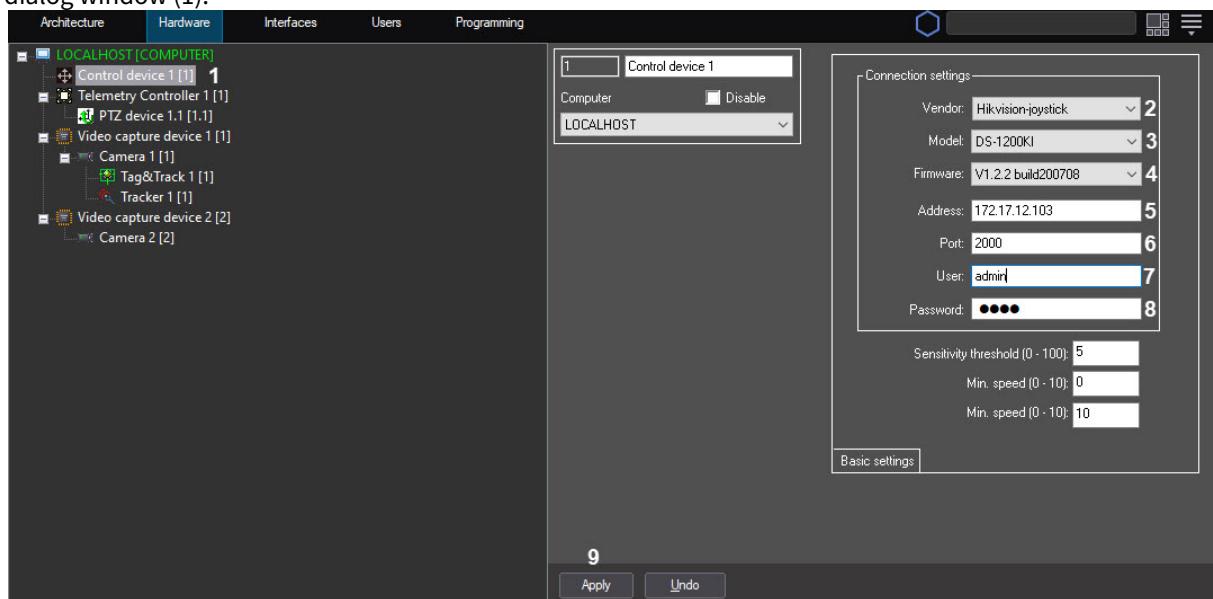 dialog window (1).
Architecture Hardware Interfaces Users Programming
LOCALHOST [COMPUTER]
Control device 1 [1] 1
Telemetry Controller 1 [1]
PTZ device 1.1 [1.1]
Video capture device 1 [1]
Camera 1 [1]
Tag&Track 1 [1]
Tracker 1 [1]
Video capture device 2 [2]
Camera 2 [2]
1 Control device 1
Computer Disable
LOCALHOST
Connection settings
Vendor: Hikvision-joystick 2
Model: DS-1200KI 3
Firmware: V1.2.2 build200708 4
Address: 172.17.12.103 5
Port: 2000 6
User: admin 7
Password: ●●●● 8
Sensitivity threshold (0 - 100): 5
Min. speed (0 - 10): 0
Min. speed (0 - 10): 10
Basic settings
9
Apply Undo